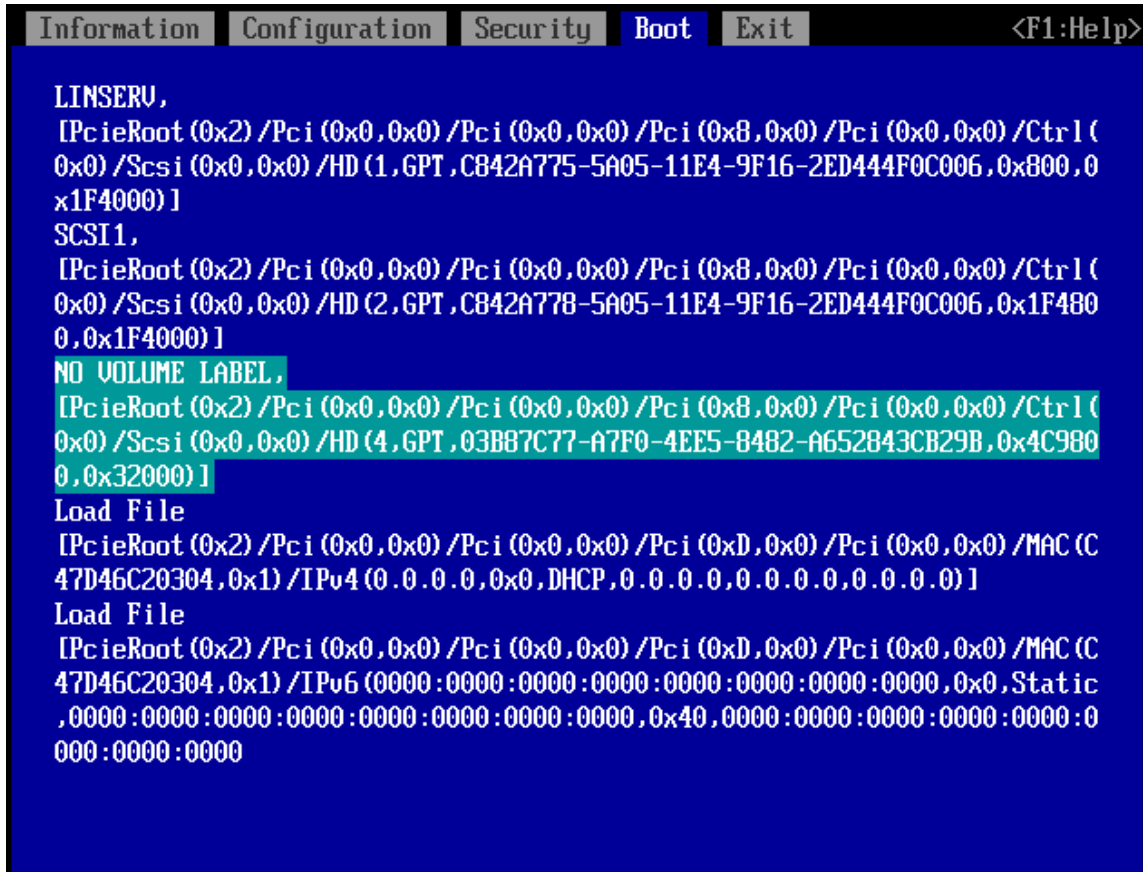 Information Configuration Security Boot Exit <F1:Help>
LINSERV,
[PcieRoot(0x2)/Pci(0x0,0x0)/Pci(0x0,0x0)/Pci(0x8,0x0)/Pci(0x0,0x0)/Ctrl(
0x0)/Scsi(0x0,0x0)/HD(1,GPT,C842A775-5A05-11E4-9F16-2ED444F0C006,0x800,0
x1F4000)]
SCSI1,
[PcieRoot(0x2)/Pci(0x0,0x0)/Pci(0x0,0x0)/Pci(0x8,0x0)/Pci(0x0,0x0)/Ctrl(
0x0)/Scsi(0x0,0x0)/HD(2,GPT,C842A778-5A05-11E4-9F16-2ED444F0C006,0x1F480
0,0x1F4000)]
NO VOLUME LABEL,
[PcieRoot(0x2)/Pci(0x0,0x0)/Pci(0x0,0x0)/Pci(0x8,0x0)/Pci(0x0,0x0)/Ctrl(
0x0)/Scsi(0x0,0x0)/HD(4,GPT,03B87C77-A7F0-4EE5-8482-A652843CB29B,0x4C980
0,0x32000)]
Load File
[PcieRoot(0x2)/Pci(0x0,0x0)/Pci(0x0,0x0)/Pci(0xD,0x0)/Pci(0x0,0x0)/MAC(C
47D46C20304,0x1)/IPv4(0.0.0.0,0x0,DHCP,0.0.0.0,0.0.0.0,0.0.0.0)]
Load File
[PcieRoot(0x2)/Pci(0x0,0x0)/Pci(0x0,0x0)/Pci(0xD,0x0)/Pci(0x0,0x0)/MAC(C
47D46C20304,0x1)/IPv6(0000:0000:0000:0000:0000:0000:0000:0000,0x0,Static
,0000:0000:0000:0000:0000:0000:0000:0000,0x40,0000:0000:0000:0000:0000:0
000:0000:0000